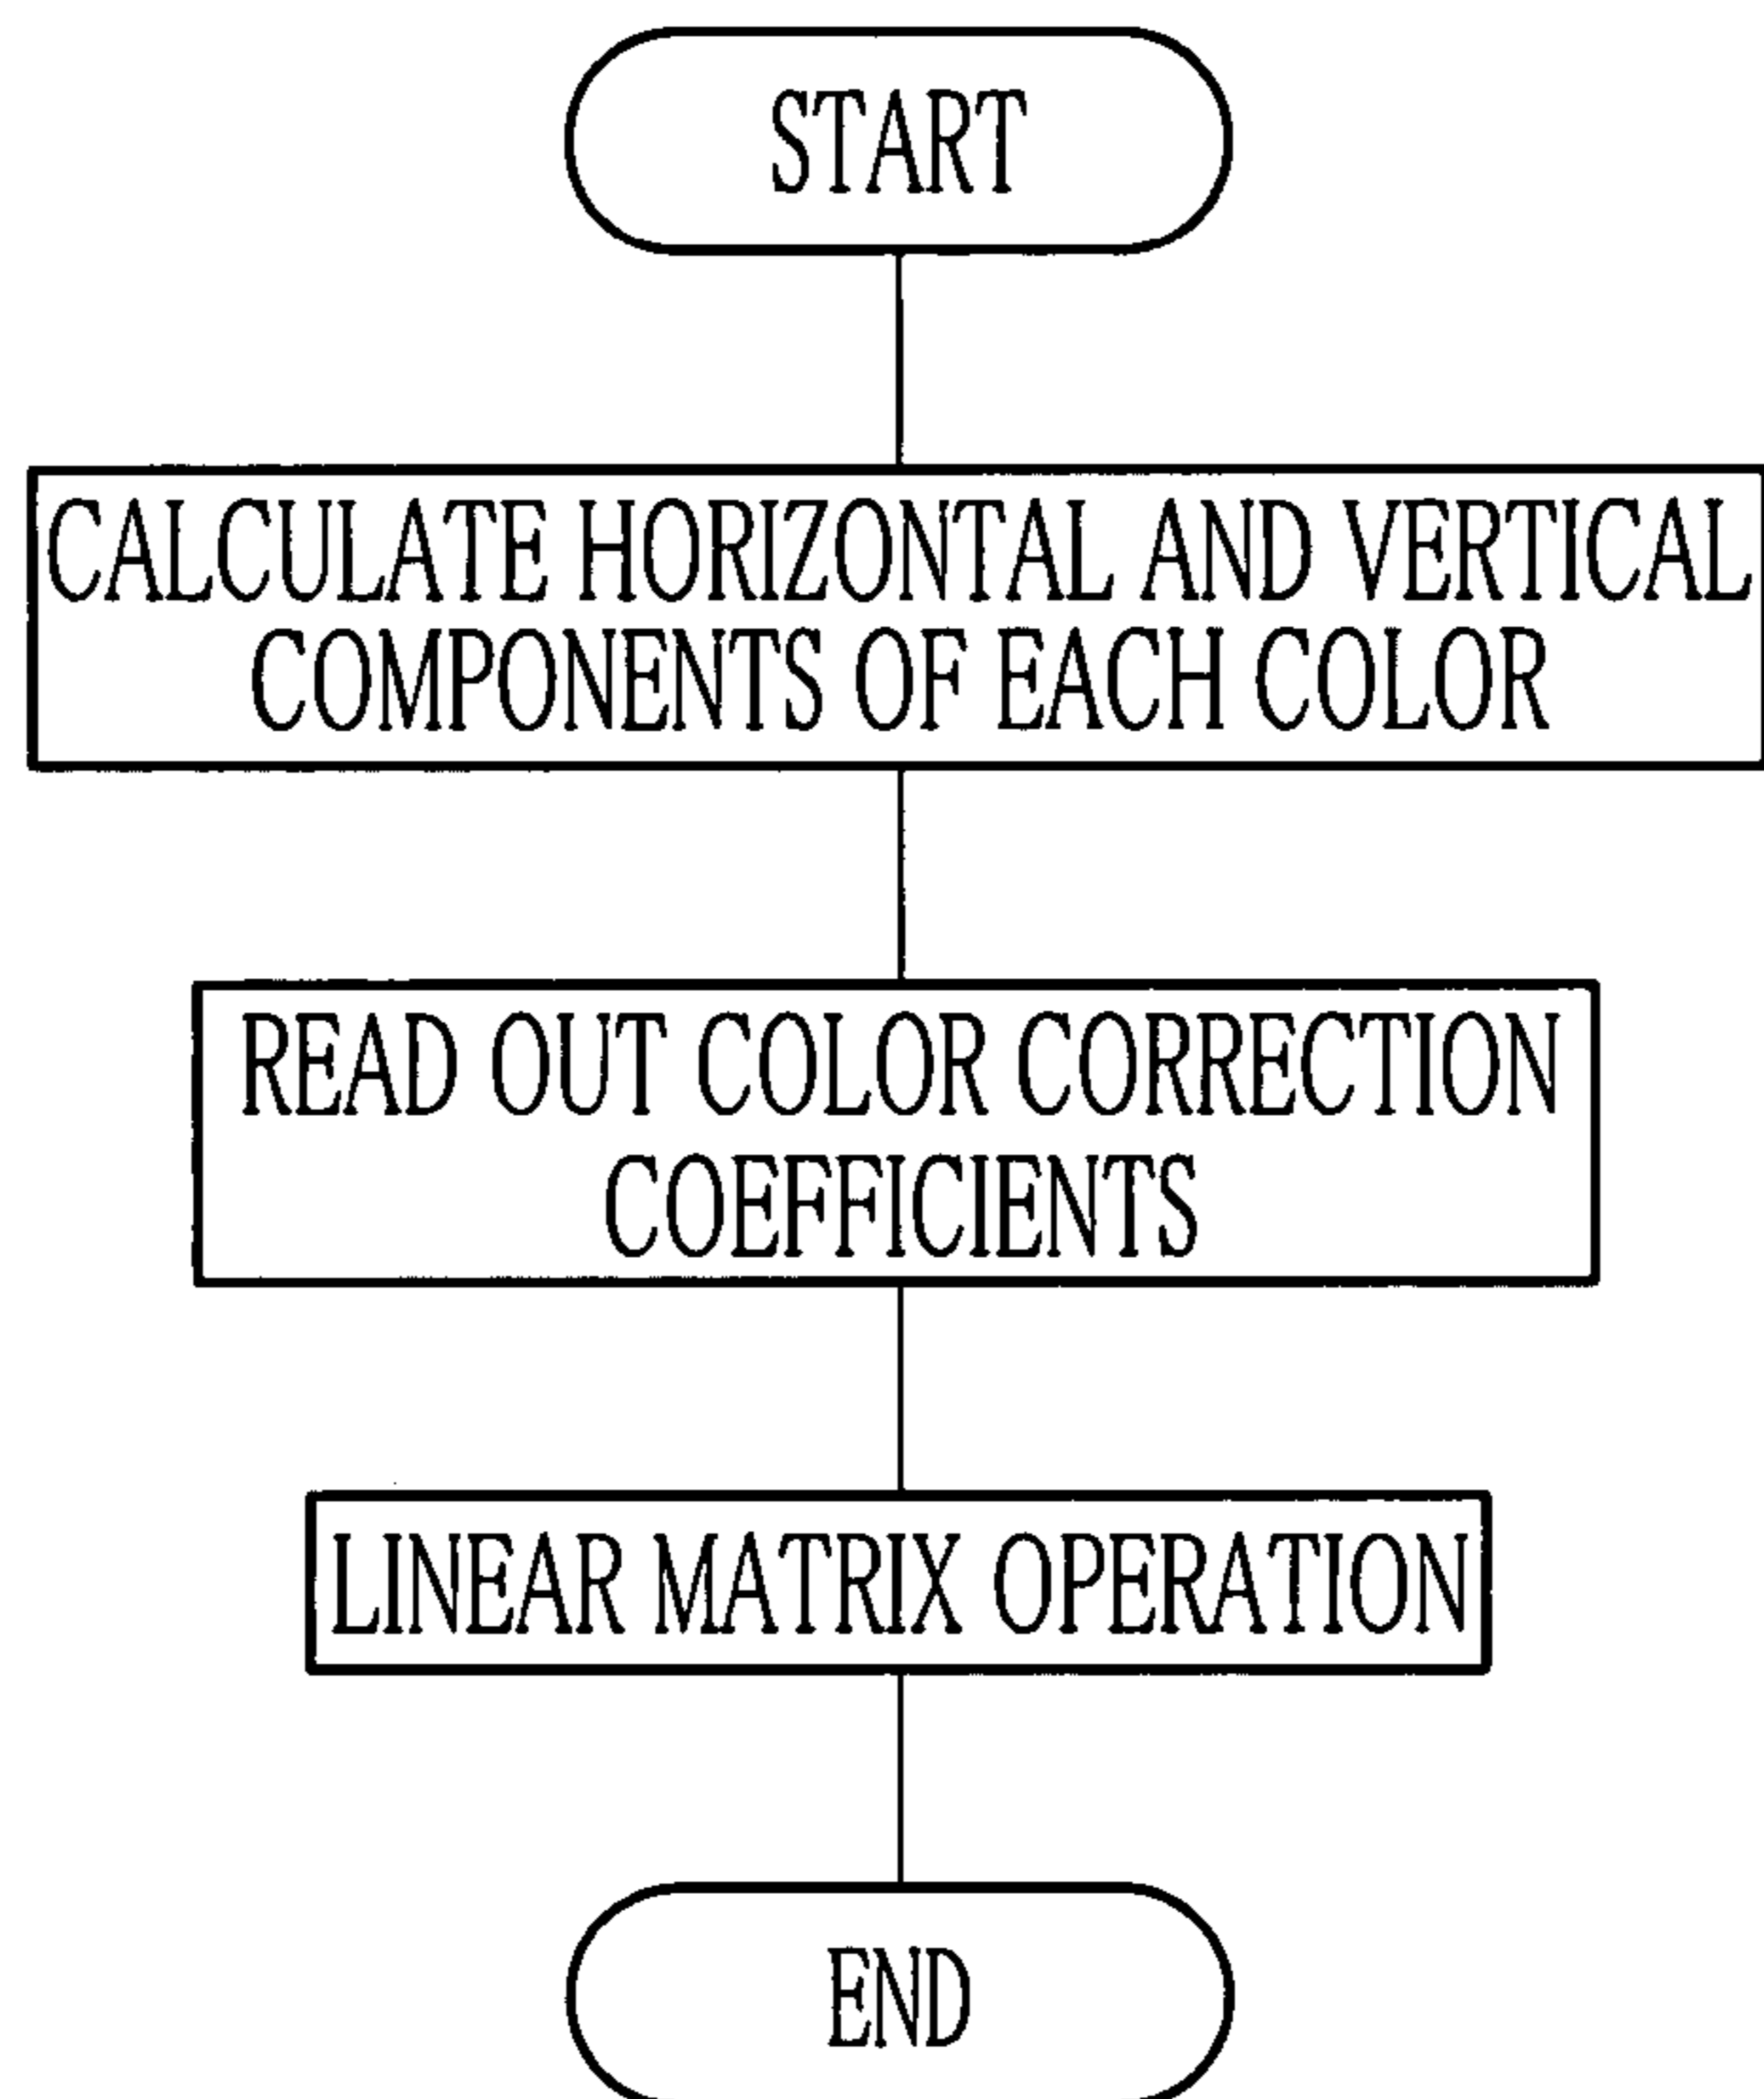 START
CALCULATE HORIZONTAL AND VERTICAL
COMPONENTS OF EACH COLOR
READ OUT COLOR CORRECTION
COEFFICIENTS
LINEAR MATRIX OPERATION
END